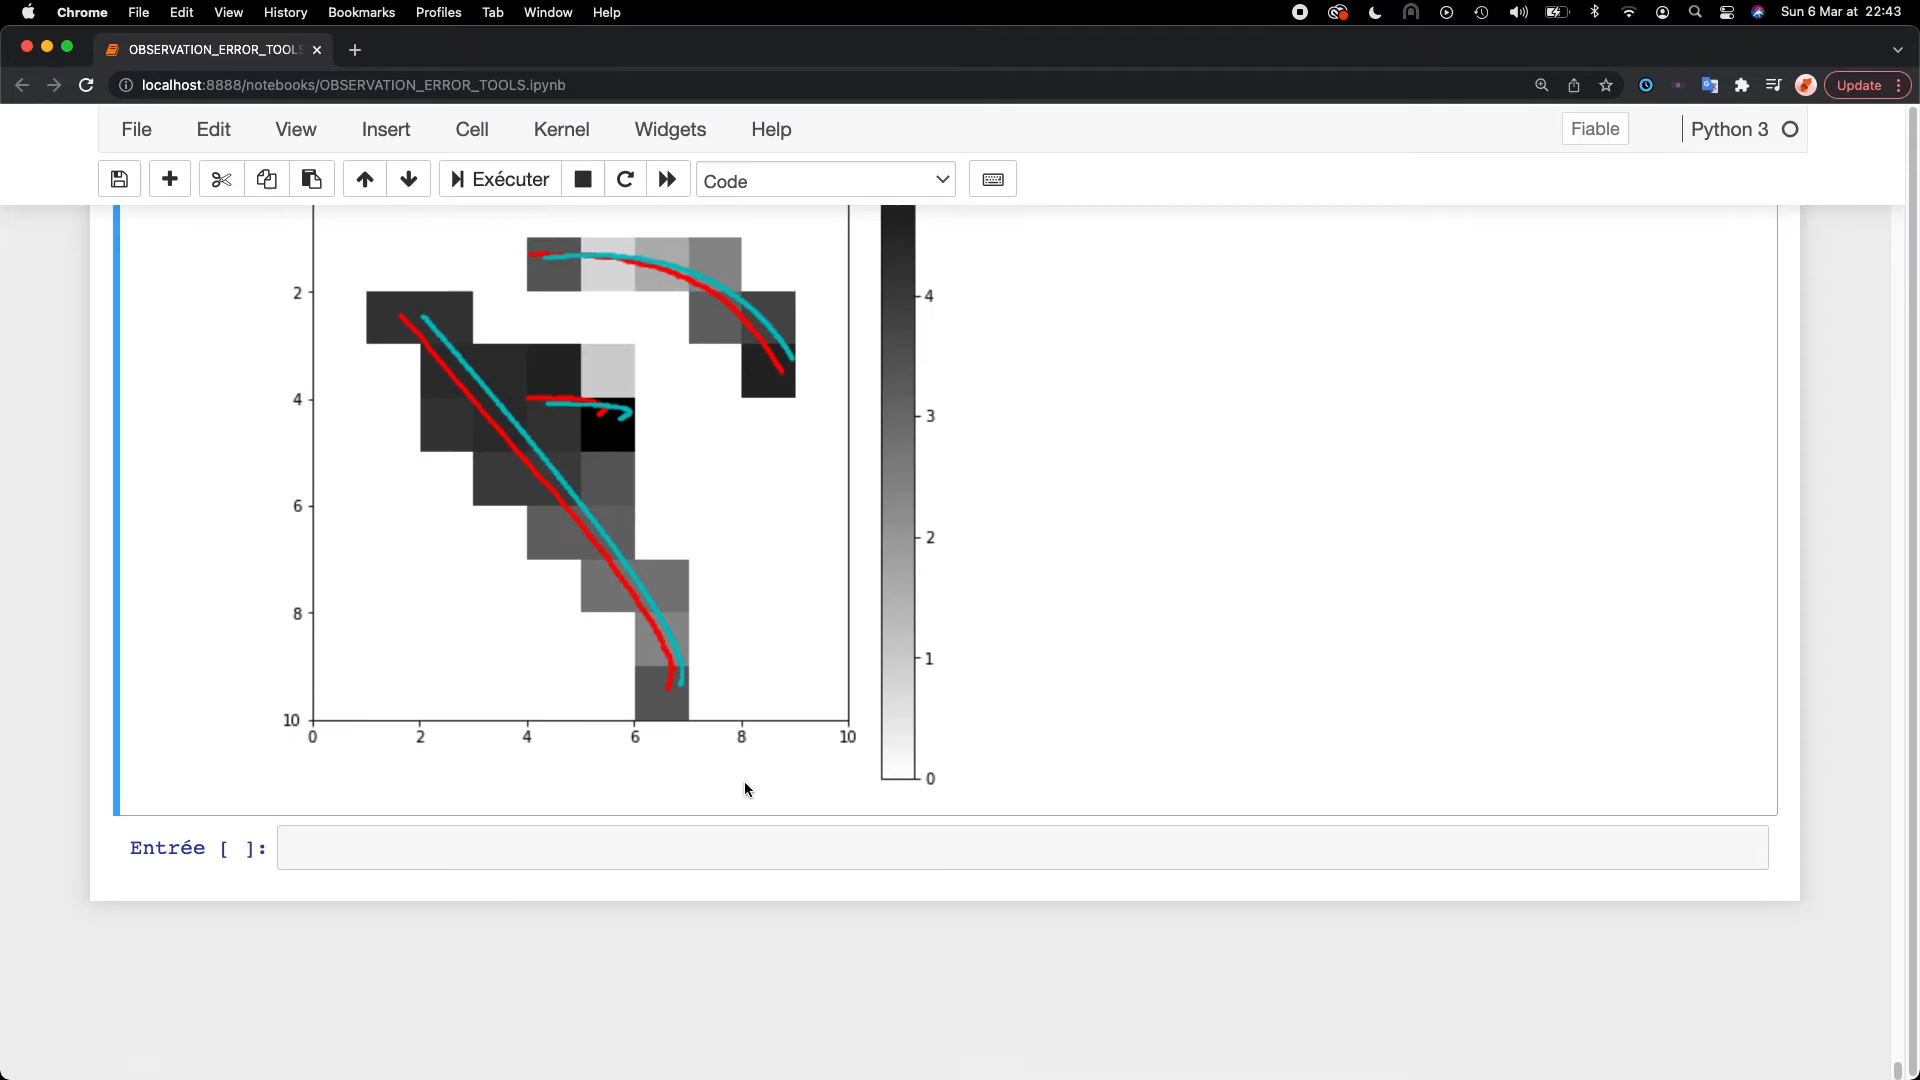 Chrome File Edit View History Bookmarks Profiles Tab Window Help Sun 6 Mar at 22:43
OBSERVATION_ERROR_TOOLS
localhost:8888/notebooks/OBSERVATION_ERROR_TOOLS.ipynb Update
File Edit View Insert Cell Kernel Widgets Help Fiable Python 3
Exécuter Code
2
4
6
8
10
0 2 4 6 8 10
4
3
2
1
0
Entrée [ ]: